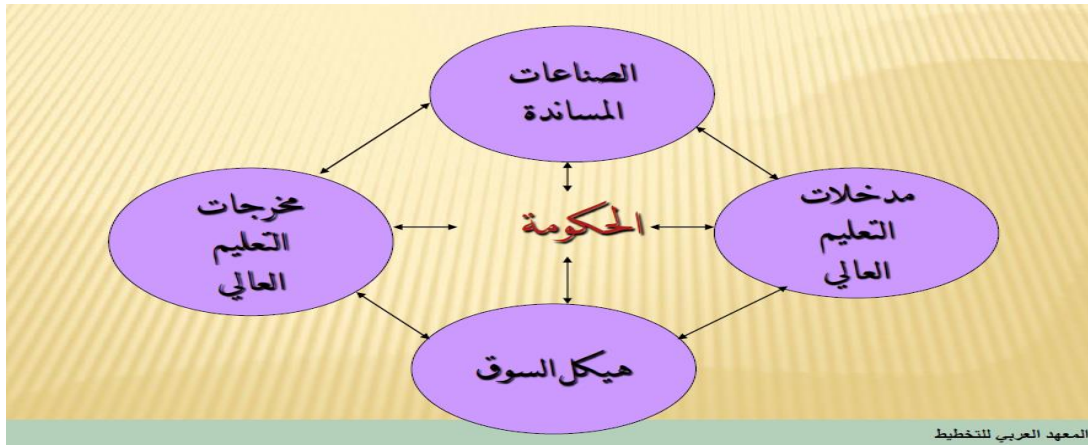 الصناعات
المساندة
مدخلات
التعليم
العالي
الحكومة
مخرجات
التعليم
العالي
هيكل السوق
المعهد العربي للتخطيط